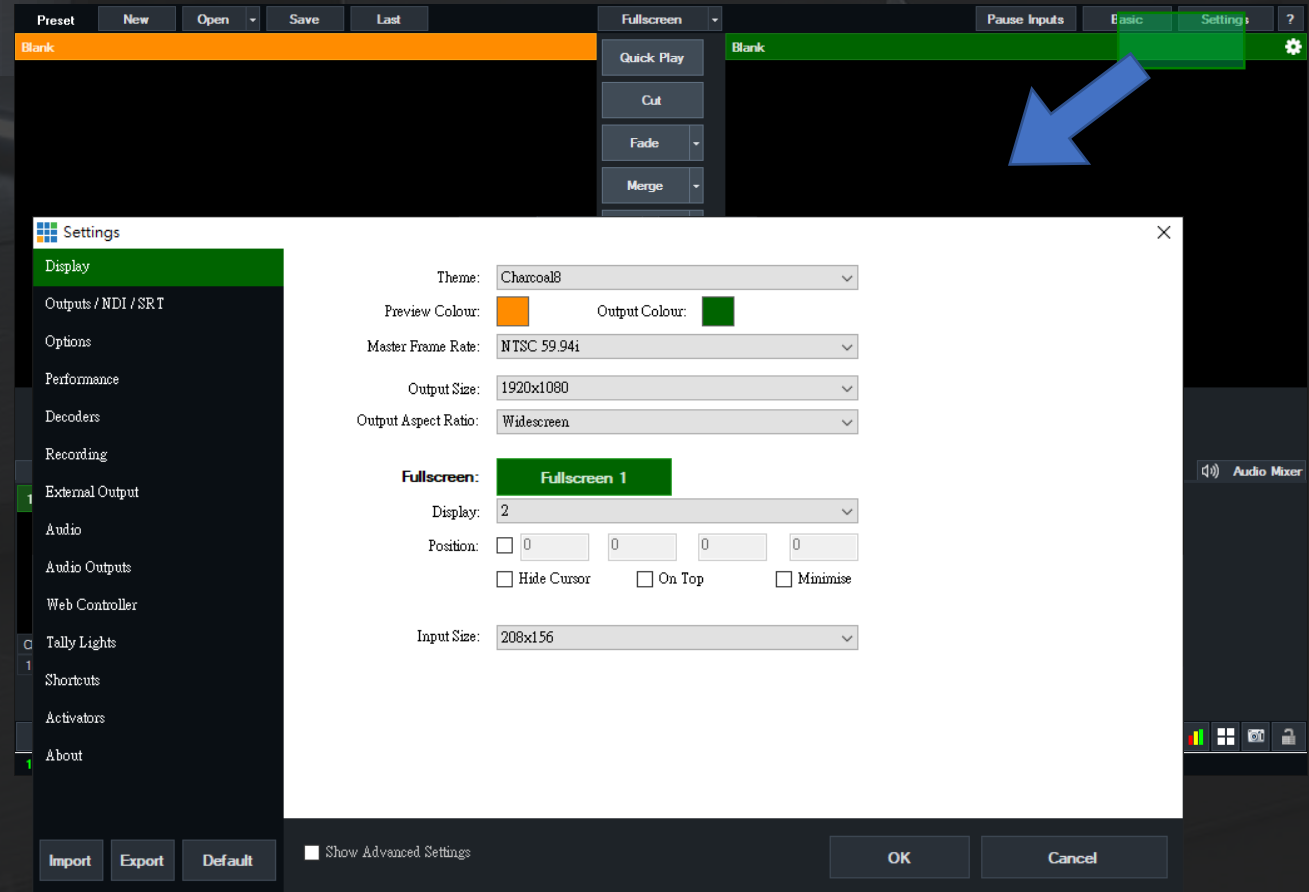 Preset New Open Save Last Fullscreen Pause Inputs Basic Settings ?
Blank
Quick Play
Blank
Cut
Fade
Merge
Settings
Display
Outputs / NDI / SRT
Options
Performance
Decoders
Recording
External Output
Audio
Audio Outputs
Web Controller
Tally Lights
Shortcuts
Activators
About
Import Export Default
Theme: Charcoal8
Preview Colour: Output Colour:
Master Frame Rate: NTSC 59.94i
Output Size: 1920x1080
Output Aspect Ratio: Widescreen
Fullscreen: Fullscreen 1
Display: 2
Position: 0 0 0 0
Hide Cursor On Top Minimise
Input Size: 208x156
Show Advanced Settings
OK Cancel
Audio Mixer
1
1
1